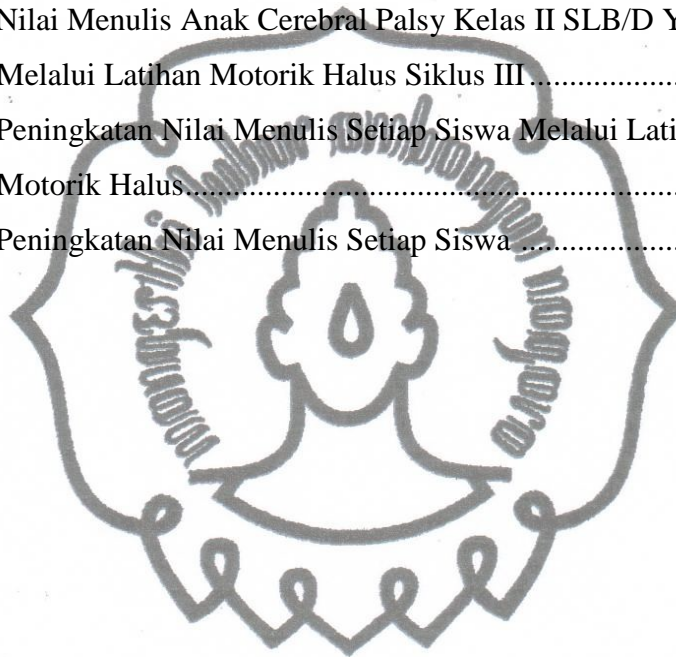 Nilai Menulis Anak Cerebral Palsy Kelas II SLB/D Y
Melalui Latihan Motorik Halus Siklus III....................
Peningkatan Nilai Menulis Setiap Siswa Melalui Lati
Motorik Halus....................................................................
Peningkatan Nilai Menulis Setiap Siswa ....................